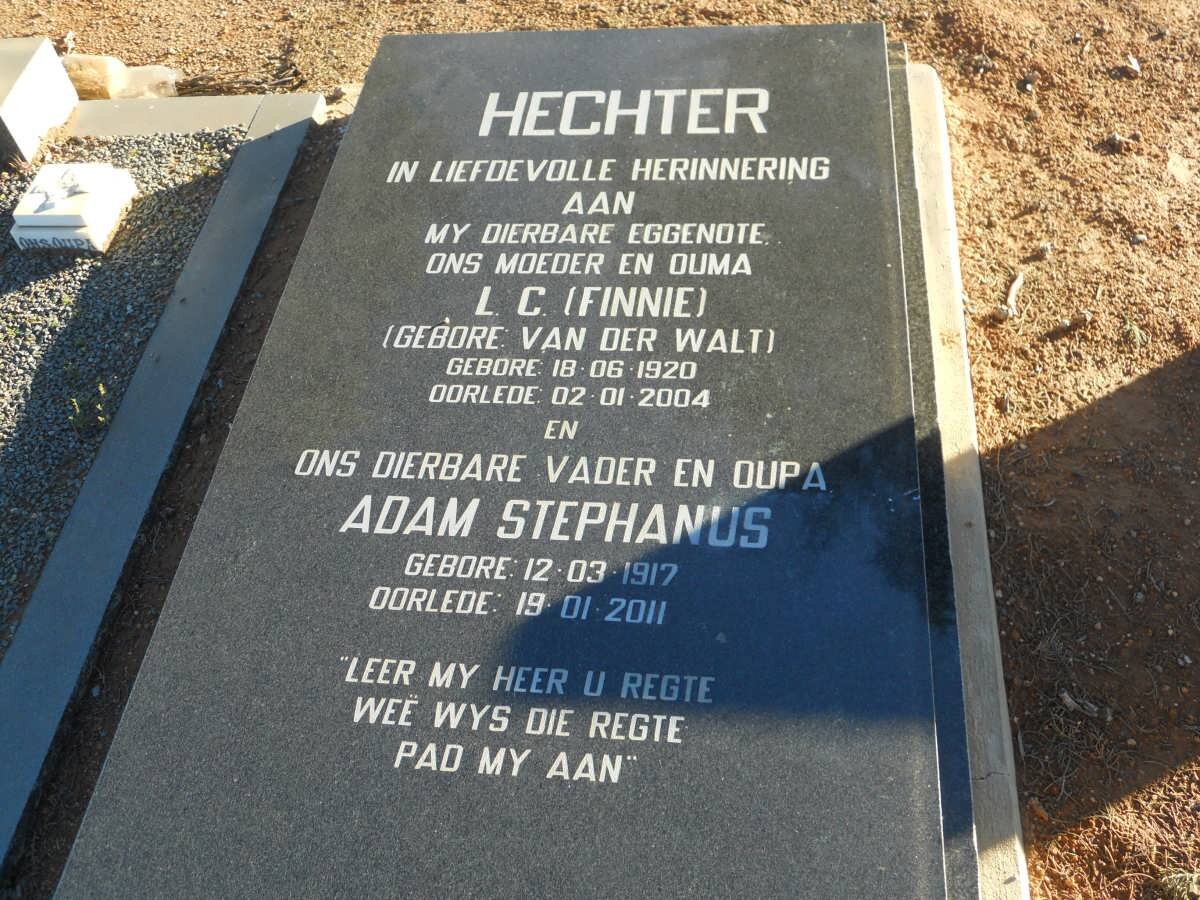 HECHTER
IN LIEFDEVOLLE HERINNERING
AAN
MY DIERBARE EGGENOTE,
ONS MOEDER EN OUMA
L. C. (FINNIE)
(GEBORE: VAN DER WALT)
GEBORE: 18·06·1920
OORLEDE: 02·01·2004
EN
ONS DIERBARE VADER EN OUPA
ADAM STEPHANUS
GEBORE: 12·03·1917
OORLEDE: 19·01·2011
"LEER MY HEER U REGTE
WEË WYS DIE REGTE
PAD MY AAN"
ONS OUPA